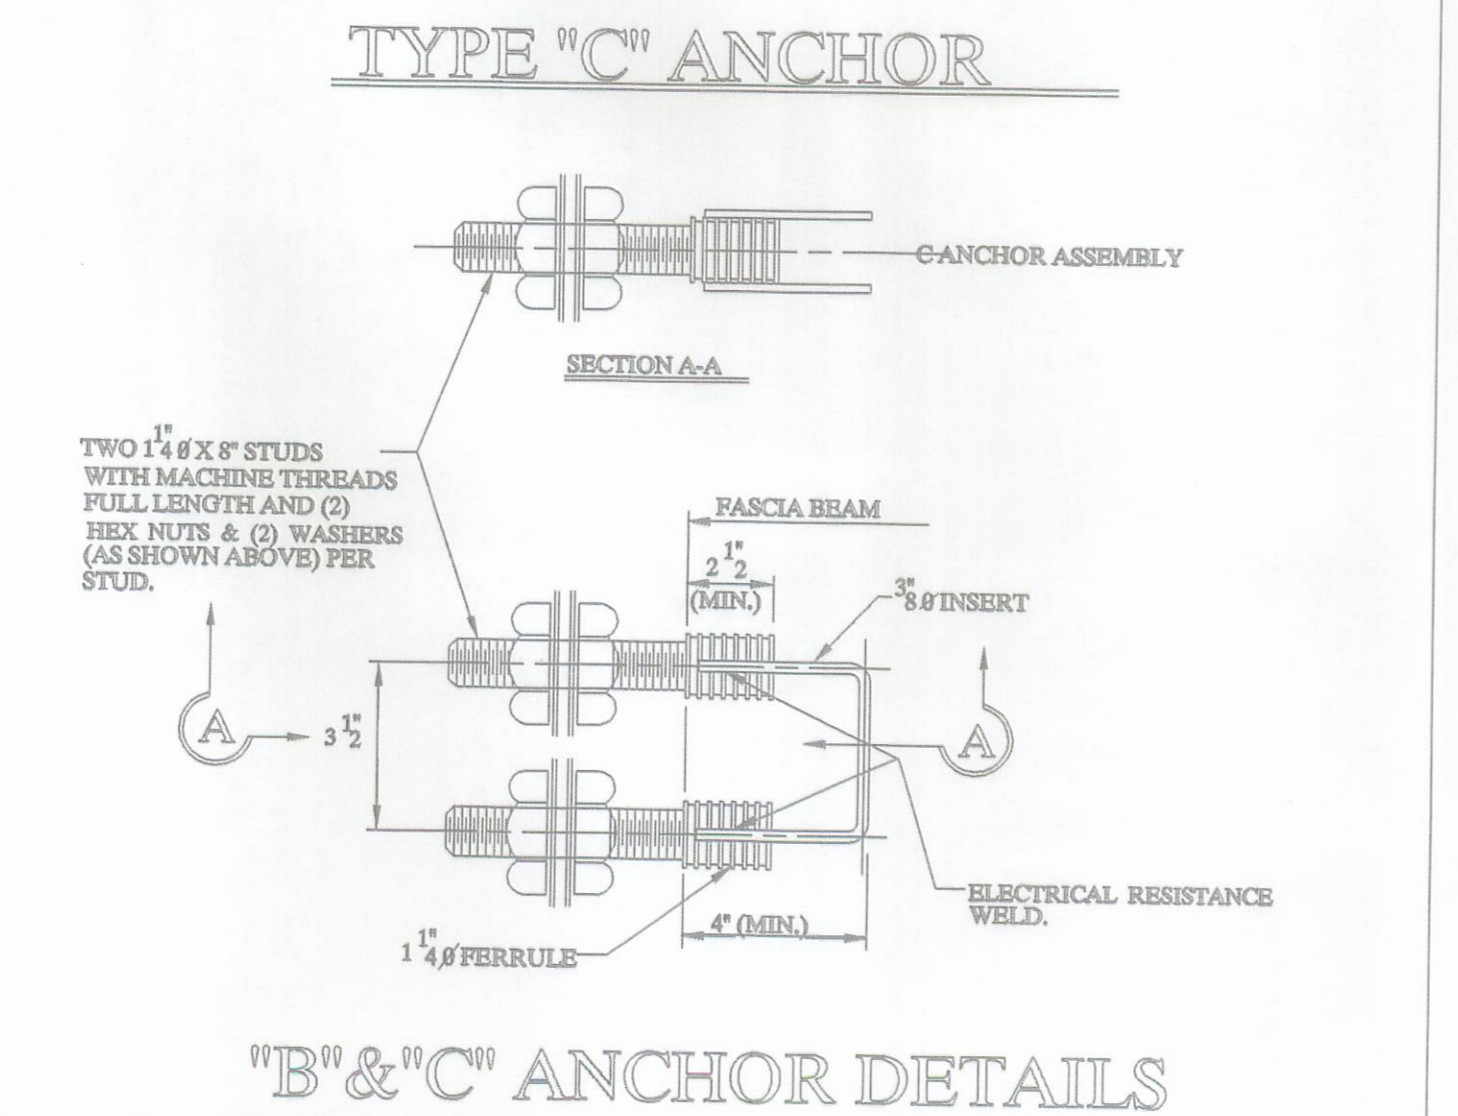 TYPE "C" ANCHOR
C ANCHOR ASSEMBLY
SECTION A-A
TWO 1 1/4" Ø X 8" STUDS
WITH MACHINE THREADS
FULL LENGTH AND (2)
HEX NUTS & (2) WASHERS
(AS SHOWN ABOVE) PER
STUD.
FASCIA BEAM
2 1/2"
(MIN.)
3/8" Ø INSERT
A
3 1/2"
A
ELECTRICAL RESISTANCE
WELD.
4" (MIN.)
1 1/4" Ø FERRULE
"B" & "C" ANCHOR DETAILS